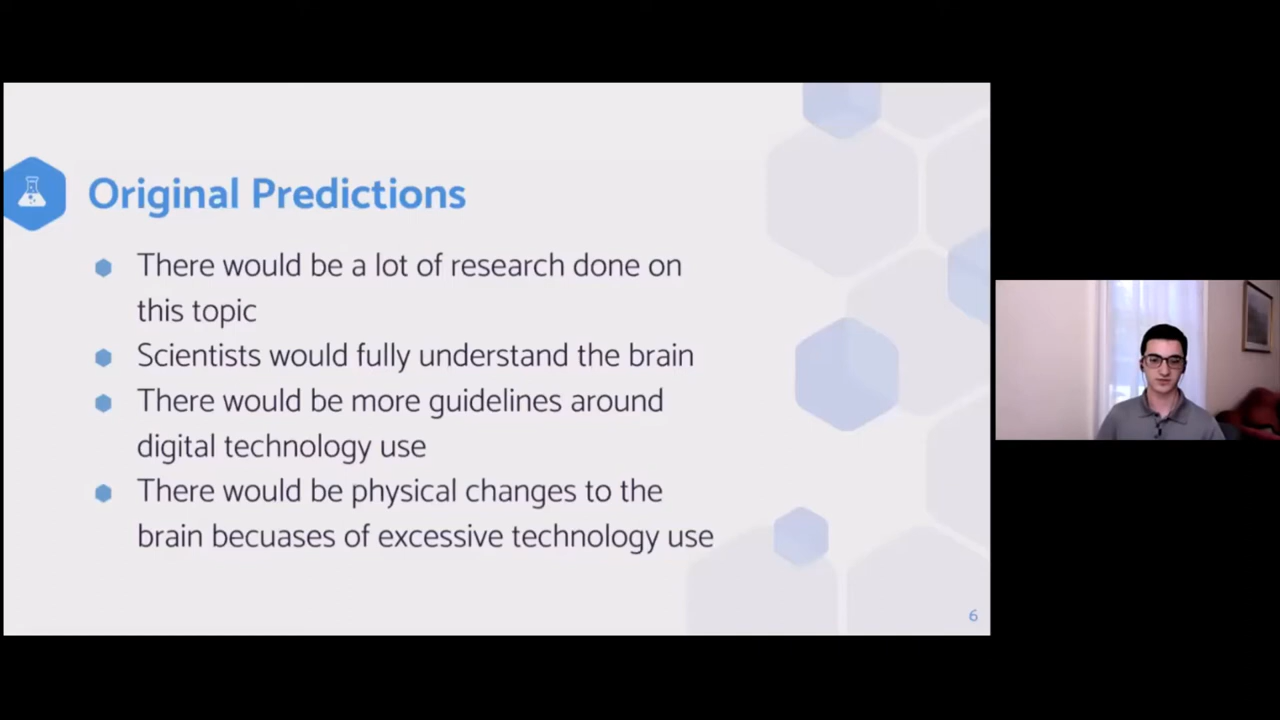 Original Predictions
There would be a lot of research done on
this topic
Scientists would fully understand the brain
There would be more guidelines around
digital technology use
There would be physical changes to the
brain becuases of excessive technology use
6